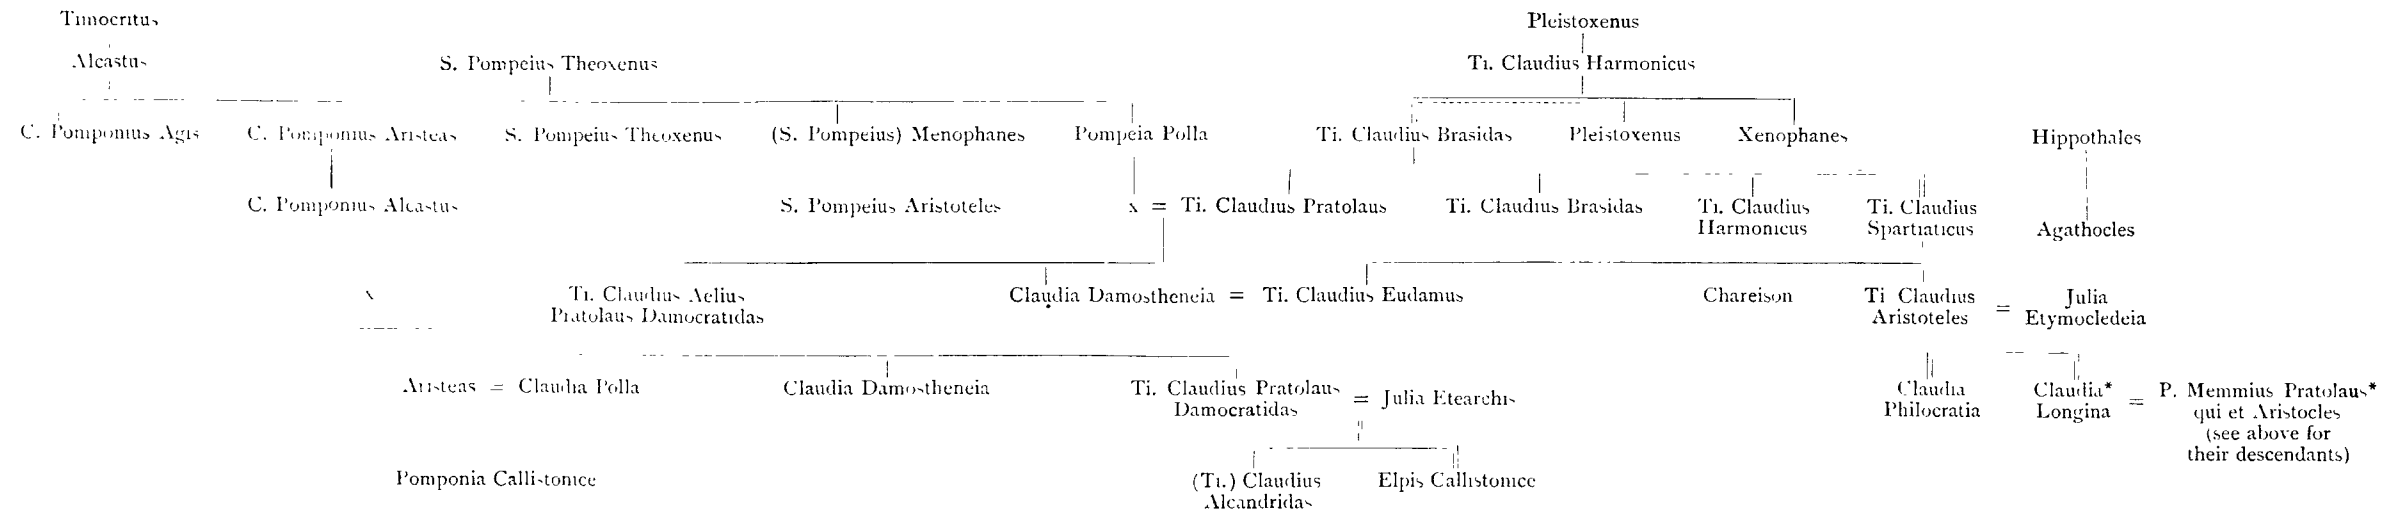 Timocritus Pleistoxenus
Alcastus S. Pompeius Theoxenus Ti. Claudius Harmonicus
C. Pomponius Agis C. Pomponius Aristeas S. Pompeius Theoxenus (S. Pompeius) Menophanes Pompeia Polla Ti. Claudius Brasidas Pleistoxenus Xenophanes Hippothales
C. Pomponius Alcastus S. Pompeius Aristoteles x = Ti. Claudius Pratolaus Ti. Claudius Brasidas Ti. Claudius Ti. Claudius
Harmonicus Spartiaticus Agathocles
x Ti. Claudius Aelius Claudia Damostheneia = Ti. Claudius Eudamus Chareison Ti Claudius = Julia
Pratolaus Damocratidas Aristoteles Etymocledeia
Aristeas = Claudia Polla Claudia Damostheneia Ti. Claudius Pratolaus = Julia Etearchis Claudia Claudia* = P. Memmius Pratolaus*
Damocratidas Philocratia Longina qui et Aristocles
(see above for
their descendants)
Pomponia Callistonice (Ti.) Claudius Elpis Callistonice
Alcandridas